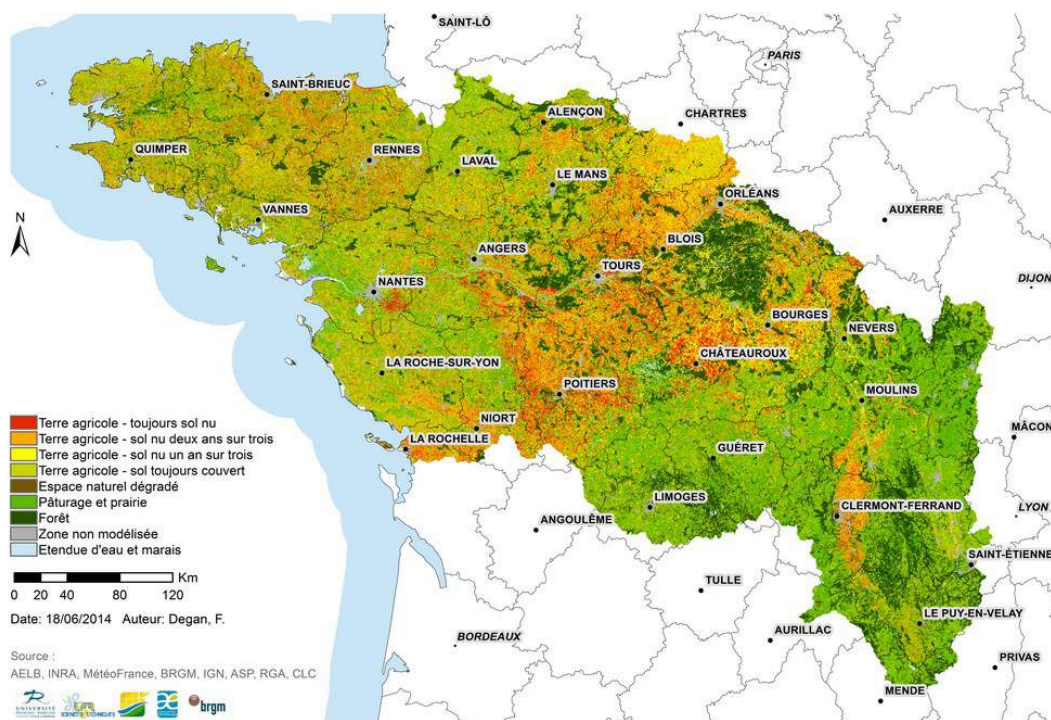 SAINT-LÔ
PARIS
SAINT-BRIEUC
ALENÇON
CHARTRES
QUIMPER
RENNES
LAVAL
LE MANS
ORLÉANS
VANNES
AUXERRE
N
BLOIS
ANGERS
TOURS
NANTES
DIJON
BOURGES
NEVERS
CHÂTEAUROUX
LA ROCHE-SUR-YON
POITIERS
MOULINS
NIORT
MÂCON
LA ROCHELLE
GUÉRET
LIMOGES
CLERMONT-FERRAND
LYON
ANGOULÊME
SAINT-ÉTIENNE
TULLE
LE PUY-EN-VELAY
BORDEAUX
AURILLAC
PRIVAS
MENDE
Terre agricole - toujours sol nu
Terre agricole - sol nu deux ans sur trois
Terre agricole - sol nu un an sur trois
Terre agricole - sol toujours couvert
Espace naturel dégradé
Pâturage et prairie
Forêt
Zone non modélisée
Etendue d'eau et marais
Km
0 20 40 80 120
Date: 18/06/2014 Auteur: Degan, F.
Source :
AELB, INRA, MétéoFrance, BRGM, IGN, ASP, RGA, CLC
UNIVERSITÉ
brgm